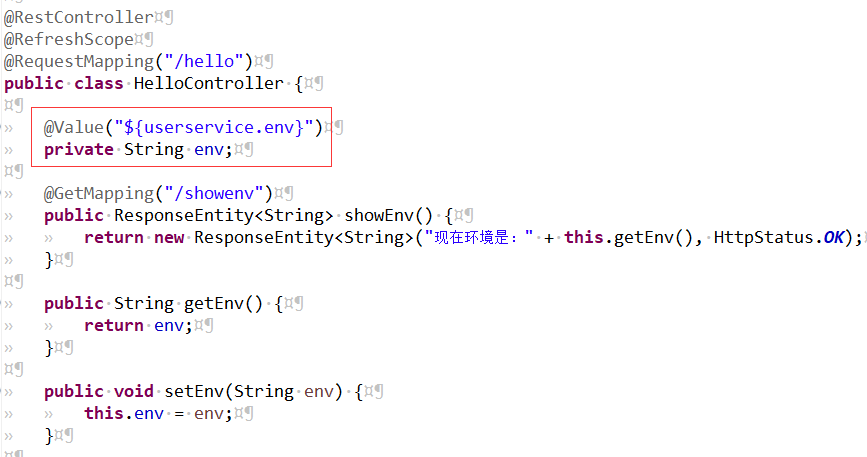 @RestController
@RefreshScope
@RequestMapping("/hello")
public class HelloController {
@Value("${userservice.env}")
private String env;
@GetMapping("/showenv")
public ResponseEntity<String> showEnv() {
return new ResponseEntity<String>("现在环境是：" + this.getEnv(), HttpStatus.OK);
}
public String getEnv() {
return env;
}
public void setEnv(String env) {
this.env = env;
}